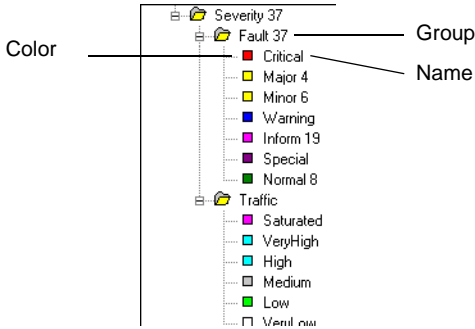 Severity 37
Fault 37
Group
Color
Critical
Name
Major 4
Minor 6
Warning
Inform 19
Special
Normal 8
Traffic
Saturated
VeryHigh
High
Medium
Low
VeryLow